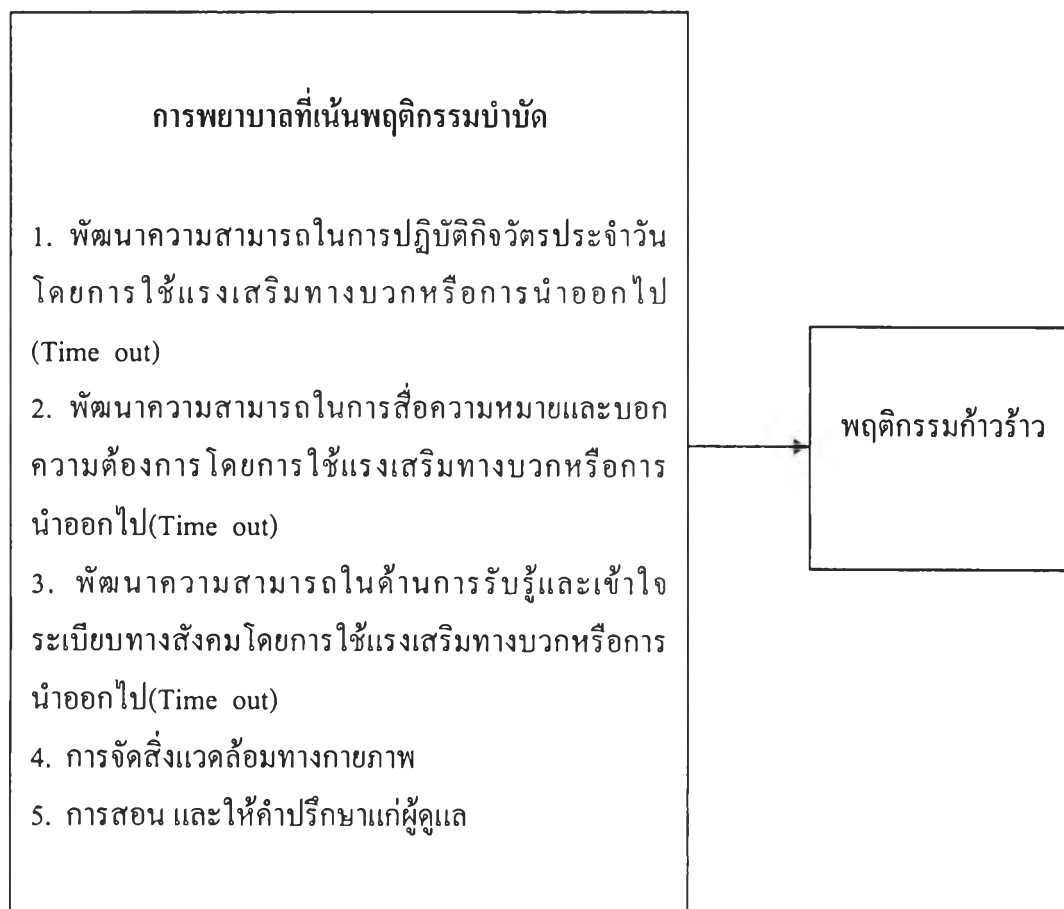 การพยาบาลที่เน้นพฤติกรรมบำบัด
1. พัฒนาความสามารถในการปฏิบัติกิจวัตรประจำวัน
โดยการใช้แรงเสริมทางบวกหรือการนำออกไป
(Time out)
2. พัฒนาความสามารถในการสื่อความหมายและบอก
ความต้องการโดยการใช้แรงเสริมทางบวกหรือการ
นำออกไป(Time out)
3. พัฒนาความสามารถในด้านการรับรู้และเข้าใจ
ระเบียบทางสังคมโดยการใช้แรงเสริมทางบวกหรือการ
นำออกไป(Time out)
4. การจัดสิ่งแวดล้อมทางกายภาพ
5. การสอน และให้คำปรึกษาแก่ผู้ดูแล
พฤติกรรมก้าวร้าว